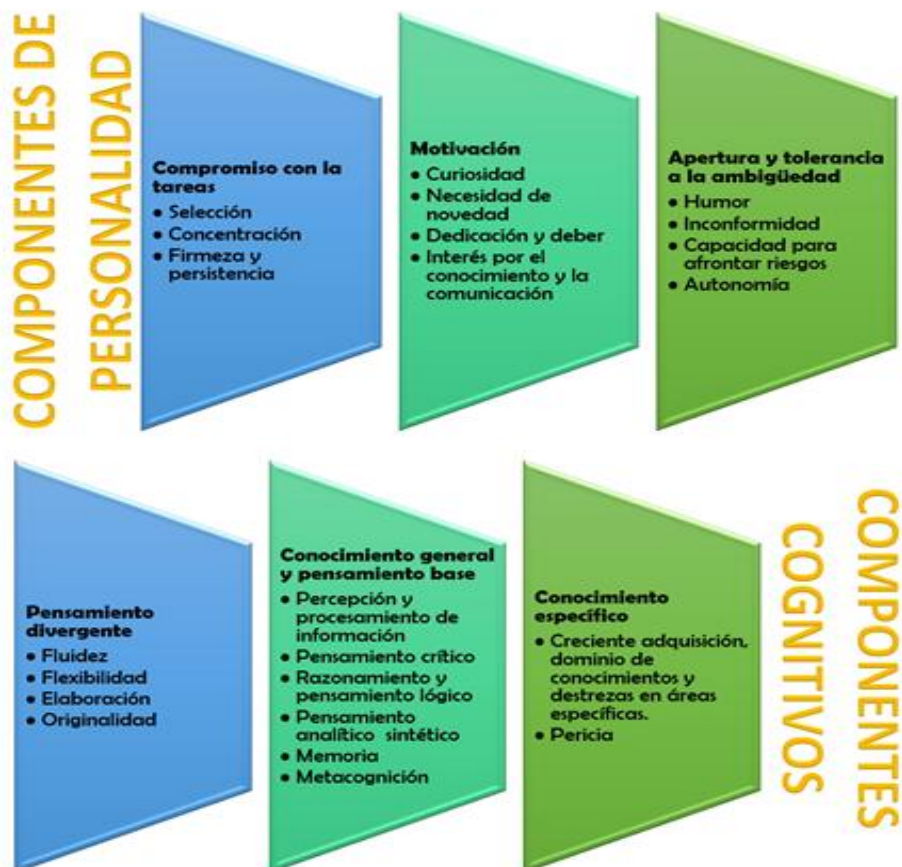 COMPONENTES DE
PERSONALIDAD
Compromiso con la
tareas
• Selección
• Concentración
• Firmeza y
persistencia
Motivación
• Curiosidad
• Necesidad de
novedad
• Dedicación y deber
• Interés por el
conocimiento y la
comunicación
Apertura y tolerancia
a la ambigüedad
• Humor
• Inconformidad
• Capacidad para
afrontar riesgos
• Autonomía
Pensamiento
divergente
• Fluidez
• Flexibilidad
• Elaboración
• Originalidad
Conocimiento general
y pensamiento base
• Percepción y
procesamiento de
información
• Pensamiento crítico
• Razonamiento y
pensamiento lógico
• Pensamiento
analítico sintético
• Memoria
• Metacognición
Conocimiento
específico
• Creciente adquisición,
dominio de
conocimientos y
destrezas en áreas
específicas.
• Pericia
COMPONENTES
COGNITIVOS